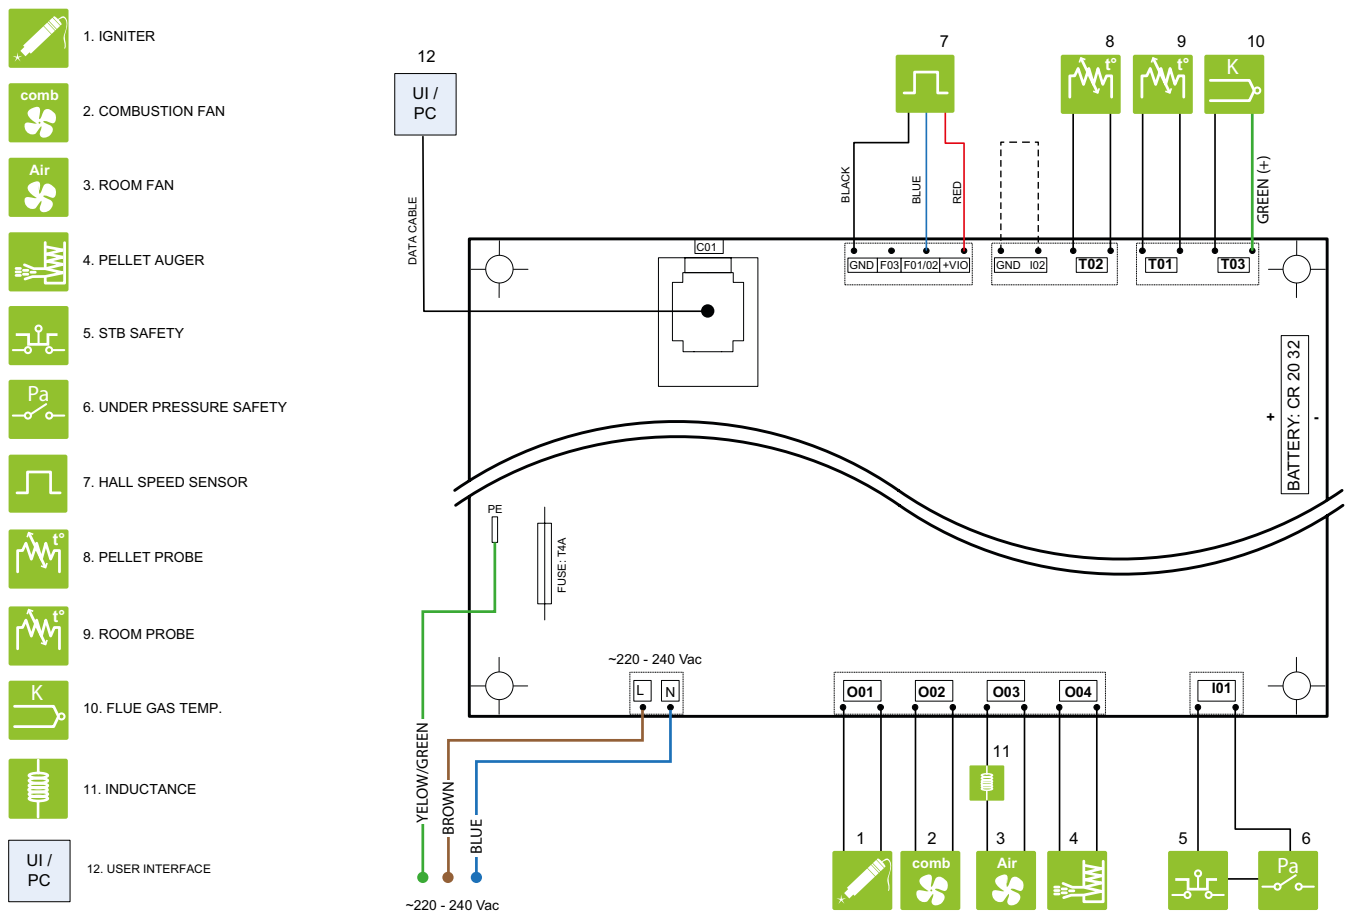 1. IGNITER
comb
2. COMBUSTION FAN
Air
3. ROOM FAN
4. PELLET AUGER
5. STB SAFETY
Pa
6. UNDER PRESSURE SAFETY
7. HALL SPEED SENSOR
t°
8. PELLET PROBE
t°
9. ROOM PROBE
K
10. FLUE GAS TEMP.
11. INDUCTANCE
UI /
PC
12. USER INTERFACE
12
UI /
PC
DATA CABLE
7
8
t°
9
t°
10
K
BLACK
BLUE
RED
GREEN (+)
C01
GND F03 F01/02 +VIO
GND I02
T02
T01
T03
+
BATTERY: CR 20 32
-
PE
FUSE: T4A
~220 - 240 Vac
L N
O01 O02 O03 O04
I01
YELOW/GREEN
BROWN
BLUE
~220 - 240 Vac
11
1
2
comb
3
Air
4
5
6
Pa